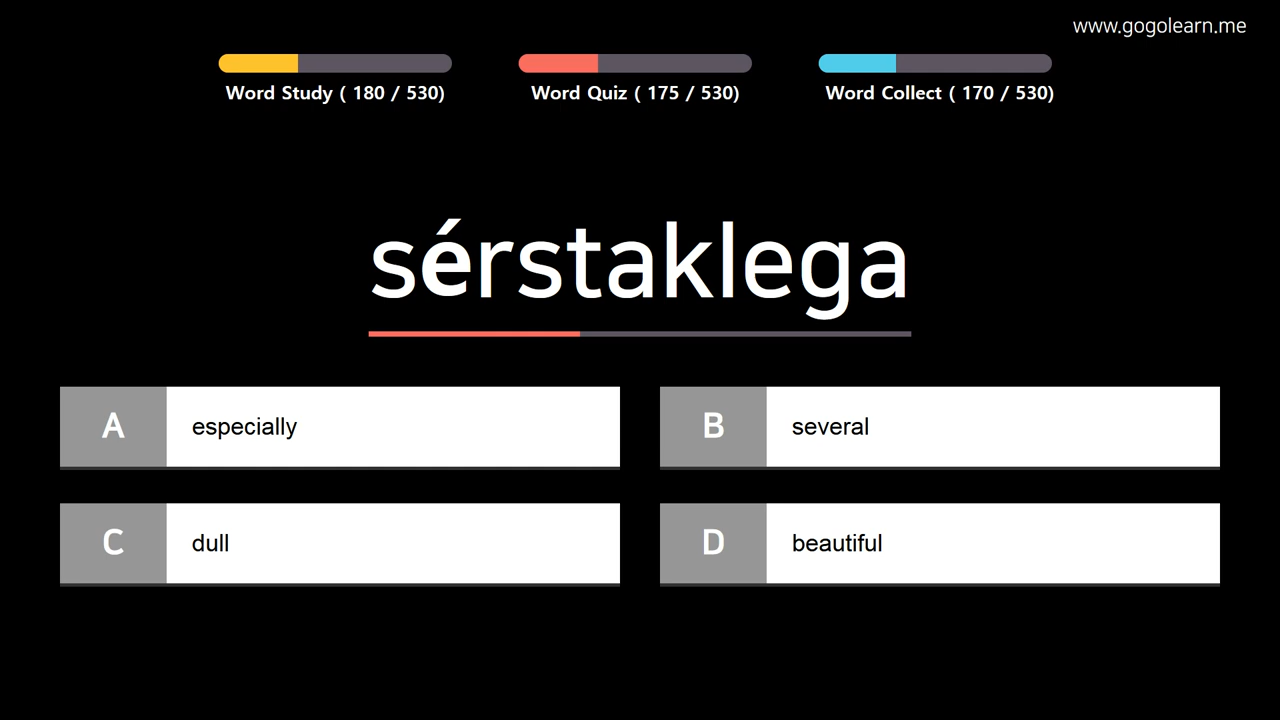 www.gogolearn.me
Word Study ( 180 / 530)
Word Quiz ( 175 / 530)
Word Collect ( 170 / 530)
sérstaklega
A especially
B several
C dull
D beautiful